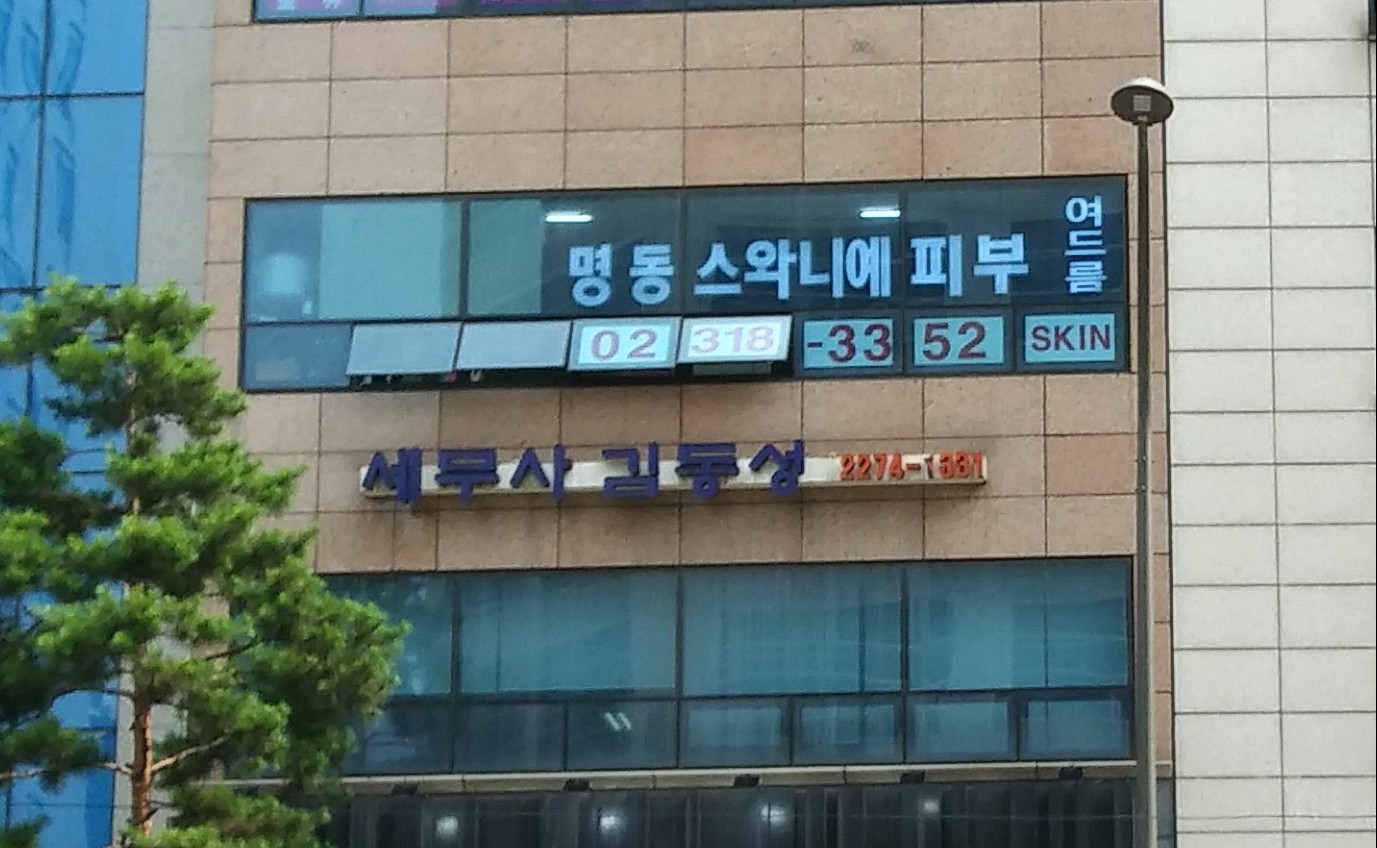 명동 스와니에 피부 여드름
02 318 -33 52 SKIN
세무사 김동성 2274-1331